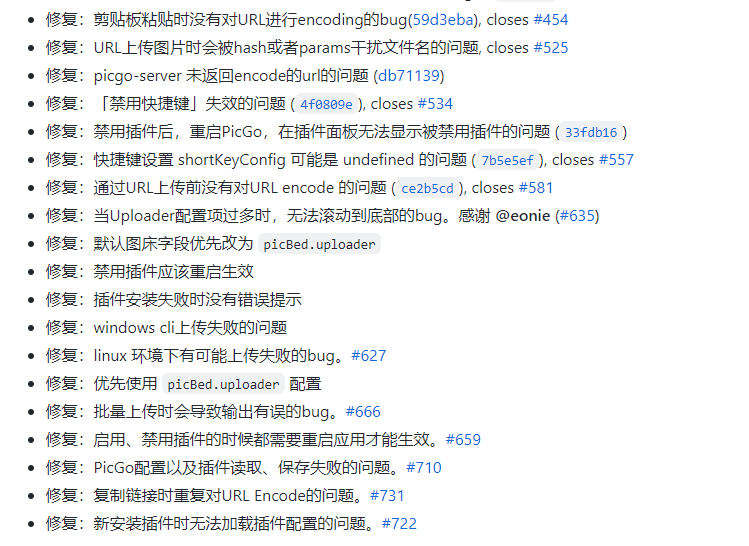 修复：剪贴板粘贴时没有对URL进行encoding的bug(59d3eba), closes #454
修复：URL上传图片时会被hash或者params干扰文件名的问题, closes #525
修复：picgo-server 未返回encode的url的问题 (db71139)
修复：「禁用快捷键」失效的问题 ( 4f0809e ), closes #534
修复：禁用插件后，重启PicGo，在插件面板无法显示被禁用插件的问题 ( 33fdb16 )
修复：快捷键设置 shortKeyConfig 可能是 undefined 的问题 ( 7b5e5ef ), closes #557
修复：通过URL上传前没有对URL encode 的问题 ( ce2b5cd ), closes #581
修复：当Uploader配置项过多时，无法滚动到底部的bug。感谢 @eonie (#635)
修复：默认图床字段优先改为 picBed.uploader
修复：禁用插件应该重启生效
修复：插件安装失败时没有错误提示
修复：windows cli上传失败的问题
修复：linux 环境下有可能上传失败的bug。#627
修复：优先使用 picBed.uploader 配置
修复：批量上传时会导致输出有误的bug。#666
修复：启用、禁用插件的时候都需要重启应用才能生效。#659
修复：PicGo配置以及插件读取、保存失败的问题。#710
修复：复制链接时重复对URL Encode的问题。#731
修复：新安装插件时无法加载插件配置的问题。#722